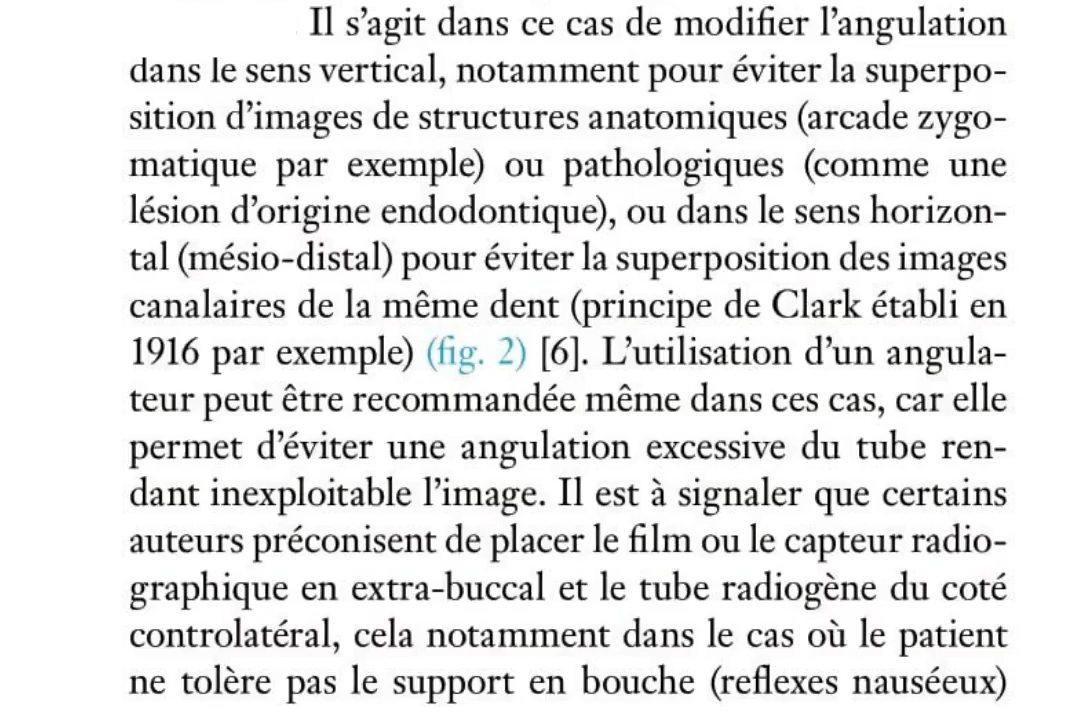 Il s’agit dans ce cas de modifier l’angulation
dans le sens vertical, notamment pour éviter la superpo-
sition d’images de structures anatomiques (arcade zygo-
matique par exemple) ou pathologiques (comme une
lésion d’origine endodontique), ou dans le sens horizon-
tal (mésio-distal) pour éviter la superposition des images
canalaires de la même dent (principe de Clark établi en
1916 par exemple) (fig. 2) [6]. L’utilisation d’un angula-
teur peut être recommandée même dans ces cas, car elle
permet d’éviter une angulation excessive du tube ren-
dant inexploitable l’image. Il est à signaler que certains
auteurs préconisent de placer le film ou le capteur radio-
graphique en extra-buccal et le tube radiogène du coté
controlatéral, cela notamment dans le cas où le patient
ne tolère pas le support en bouche (reflexes nauséeux)